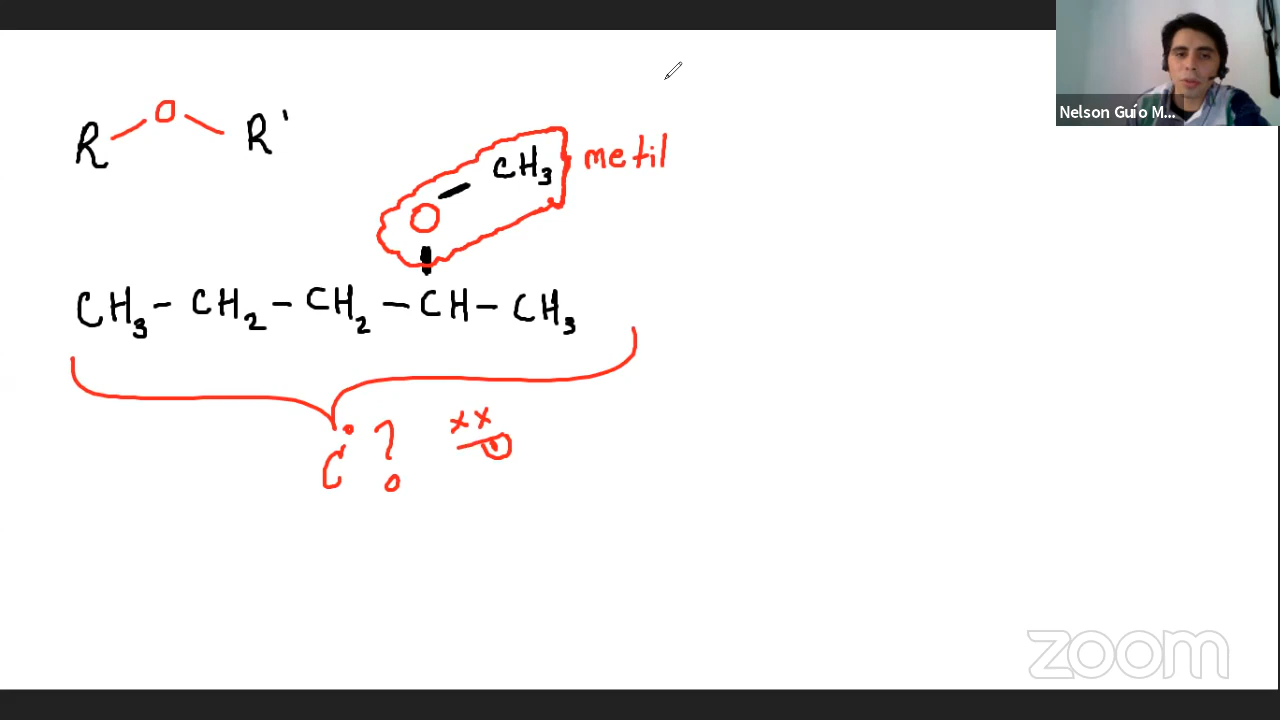 R-O-R'
O-CH₃ metil
CH₃-CH₂-CH₂-CH-CH₃
¿?
xx
Nelson Guío M...
zoom